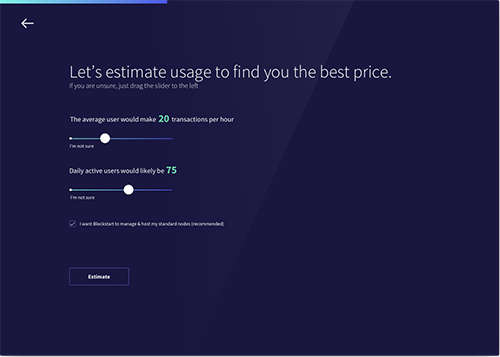 Let's estimate usage to find you the best price.
If you are unsure, just drag the slider to the left
The average user would make 20 transactions per hour
I'm not sure
Daily active users would likely be 75
I'm not sure
I want Blockstart to manage & host my standard nodes (recommended)
Estimate